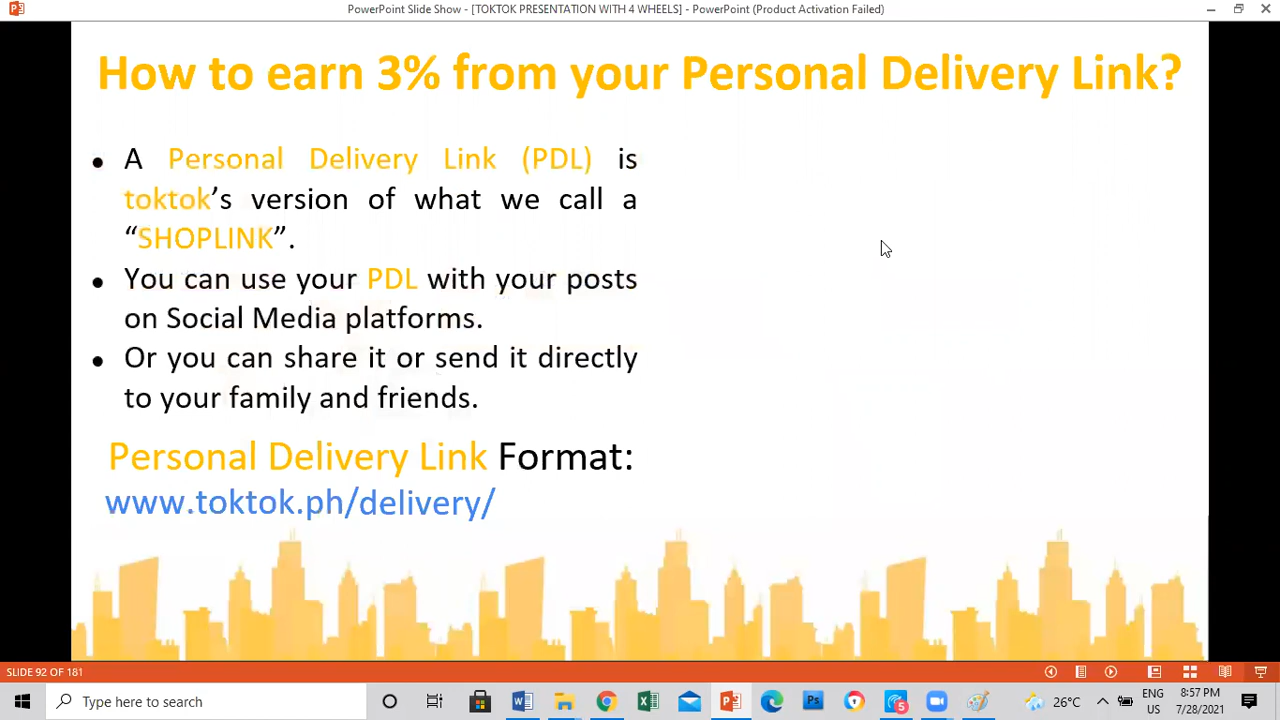 PowerPoint Slide Show - [TOKTOK PRESENTATION WITH 4 WHEELS] - PowerPoint (Product Activation Failed)
How to earn 3% from your Personal Delivery Link?
• A Personal Delivery Link (PDL) is
toktok’s version of what we call a
“SHOPLINK”.
• You can use your PDL with your posts
on Social Media platforms.
• Or you can share it or send it directly
to your family and friends.
Personal Delivery Link Format:
www.toktok.ph/delivery/
SLIDE 92 OF 181
Type here to search
5
26°C
ENG
US
8:57 PM
7/28/2021